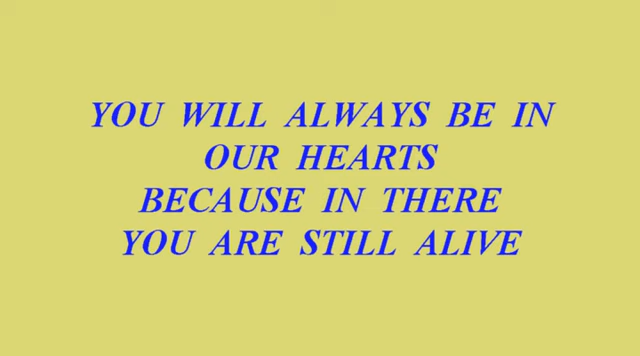 YOU WILL ALWAYS BE IN
OUR HEARTS
BECAUSE IN THERE
YOU ARE STILL ALIVE